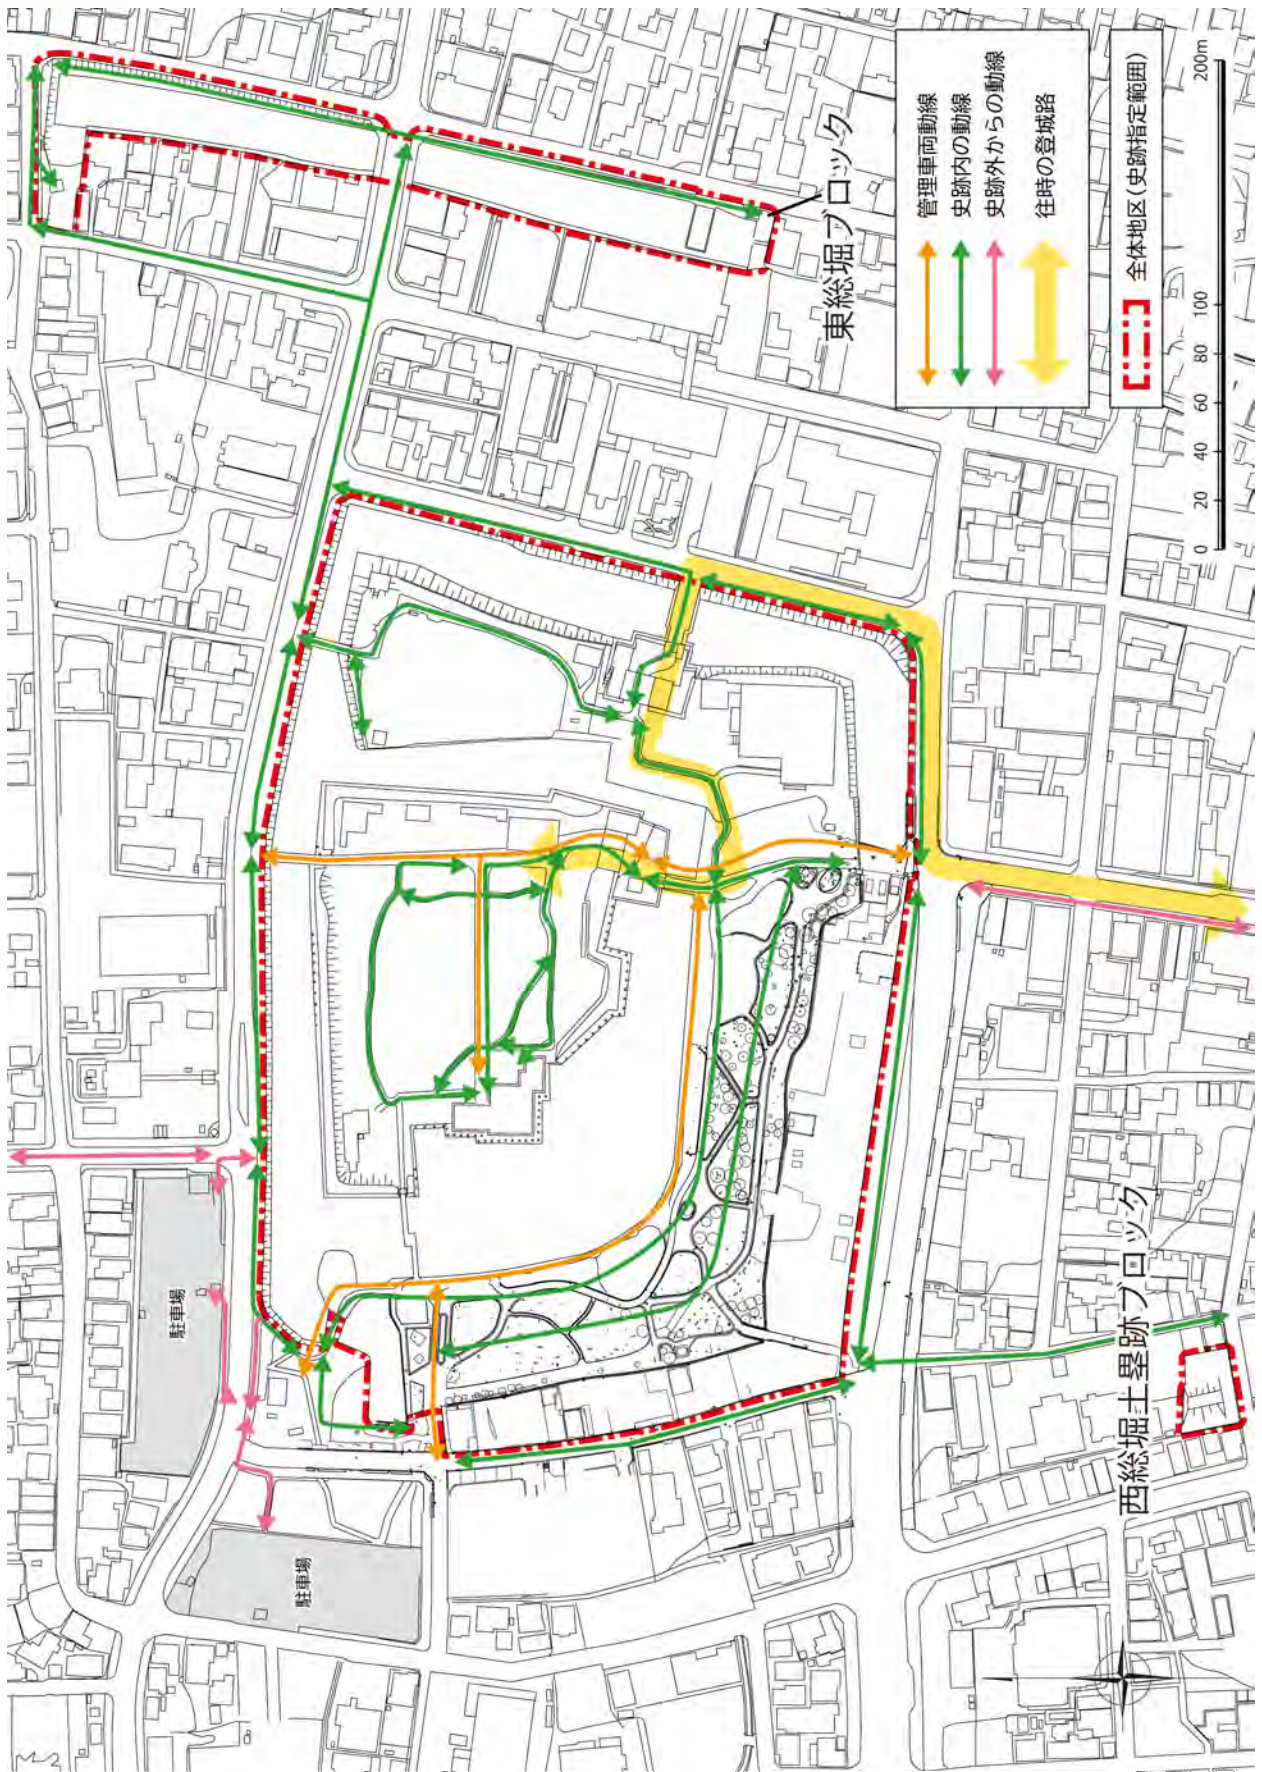 管理車両動線
史跡内の動線
史跡外からの動線
往時の登城路
全体地区(史跡指定範囲)
0 20 40 60 80 100 200m
東総堀ブロック
西総堀土塁跡ブロック
駐車場
駐車場